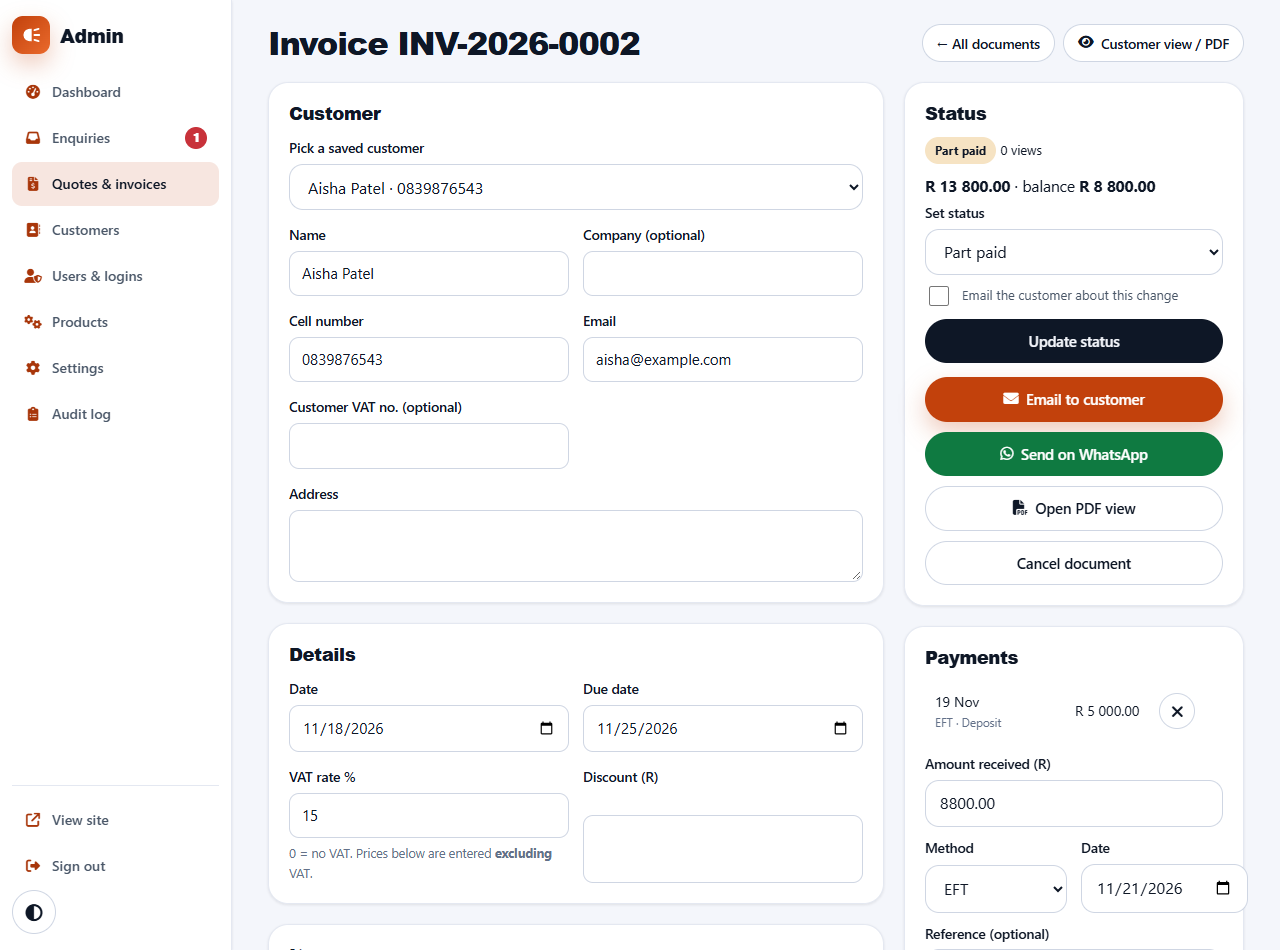 Admin
Dashboard
Enquiries 1
Quotes & invoices
Customers
Users & logins
Products
Settings
Audit log
View site
Sign out
Invoice INV-2026-0002
← All documents
Customer view / PDF
Customer
Pick a saved customer
Aisha Patel · 0839876543
Name
Company (optional)
Aisha Patel
Cell number
Email
0839876543
aisha@example.com
Customer VAT no. (optional)
Address
Details
Date
Due date
11/18/2026
11/25/2026
VAT rate %
Discount (R)
15
0 = no VAT. Prices below are entered excluding
VAT.
Status
Part paid 0 views
R 13 800.00 · balance R 8 800.00
Set status
Part paid
Email the customer about this change
Update status
Email to customer
Send on WhatsApp
PDF Open PDF view
Cancel document
Payments
19 Nov
EFT · Deposit
R 5 000.00
Amount received (R)
8800.00
Method
Date
EFT
11/21/2026
Reference (optional)